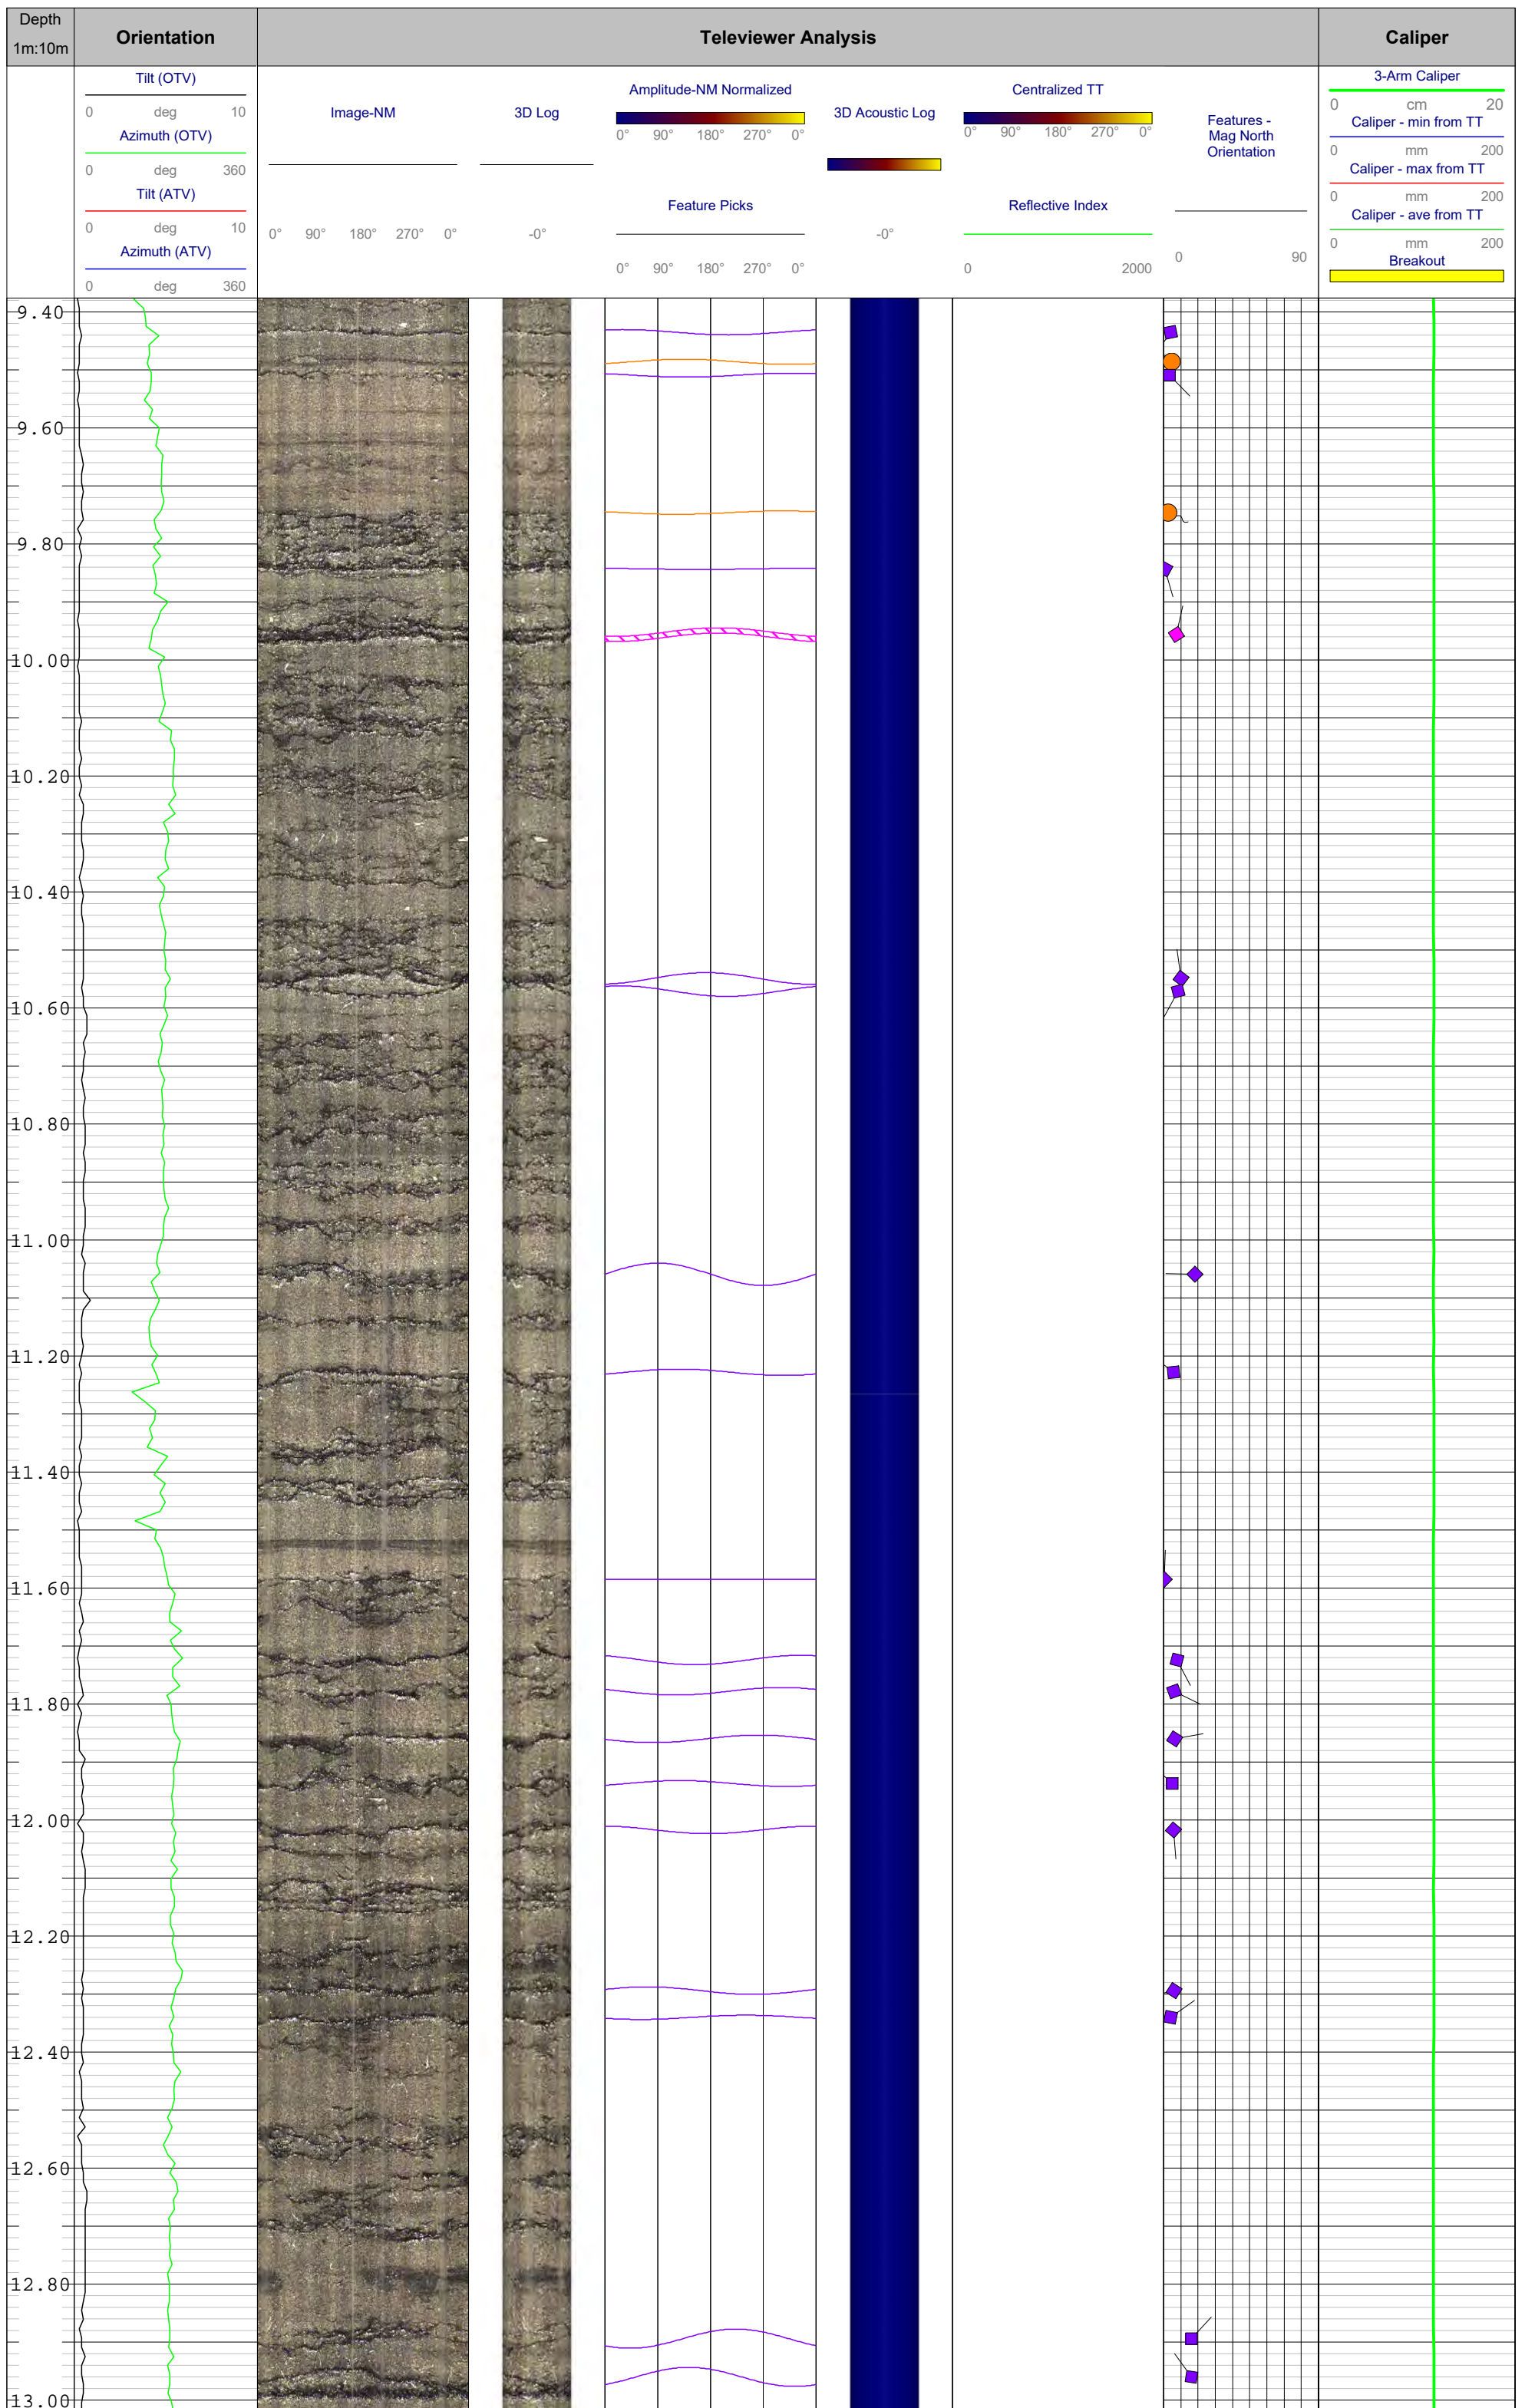 Depth
1m:10m
Orientation
Televiewer Analysis
Caliper
Tilt (OTV)
0 deg 10
Azimuth (OTV)
0 deg 360
Tilt (ATV)
0 deg 10
Azimuth (ATV)
0 deg 360
Image-NM
0° 90° 180° 270° 0°
3D Log
-0°
Amplitude-NM Normalized
0° 90° 180° 270° 0°
Feature Picks
0° 90° 180° 270° 0°
3D Acoustic Log
-0°
Centralized TT
0° 90° 180° 270° 0°
Reflective Index
0 2000
Features -
Mag North
Orientation
0 90
3-Arm Caliper
0 cm 20
Caliper - min from TT
0 mm 200
Caliper - max from TT
0 mm 200
Caliper - ave from TT
0 mm 200
Breakout
9.40
9.60
9.80
10.00
10.20
10.40
10.60
10.80
11.00
11.20
11.40
11.60
11.80
12.00
12.20
12.40
12.60
12.80
13.00